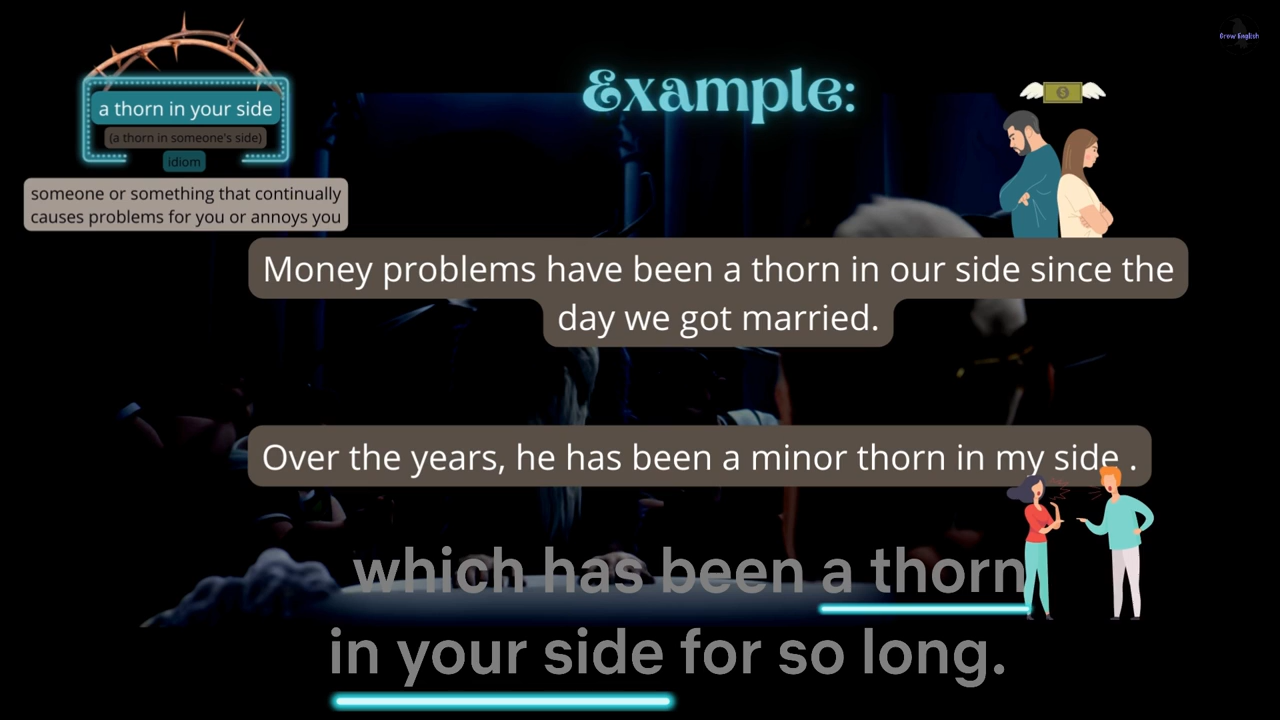 Grow English
Example:
a thorn in your side
(a thorn in someone's side)
idiom
someone or something that continually
causes problems for you or annoys you
Money problems have been a thorn in our side since the
day we got married.
Over the years, he has been a minor thorn in my side .
which has been a thorn
in your side for so long.